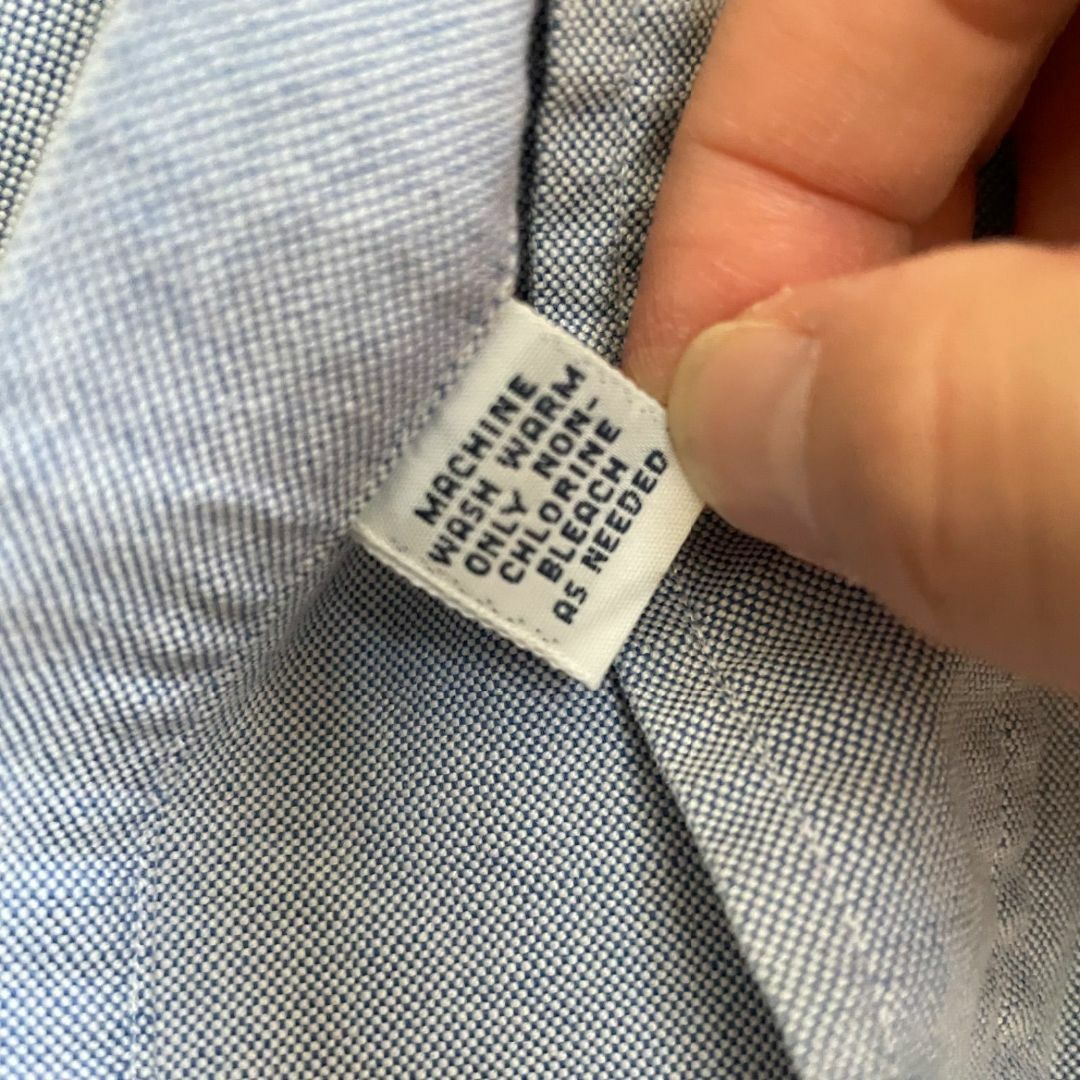 MACHINE
WASH WARM
ONLY NON-
CHLORINE
BLEACH
AS NEEDED